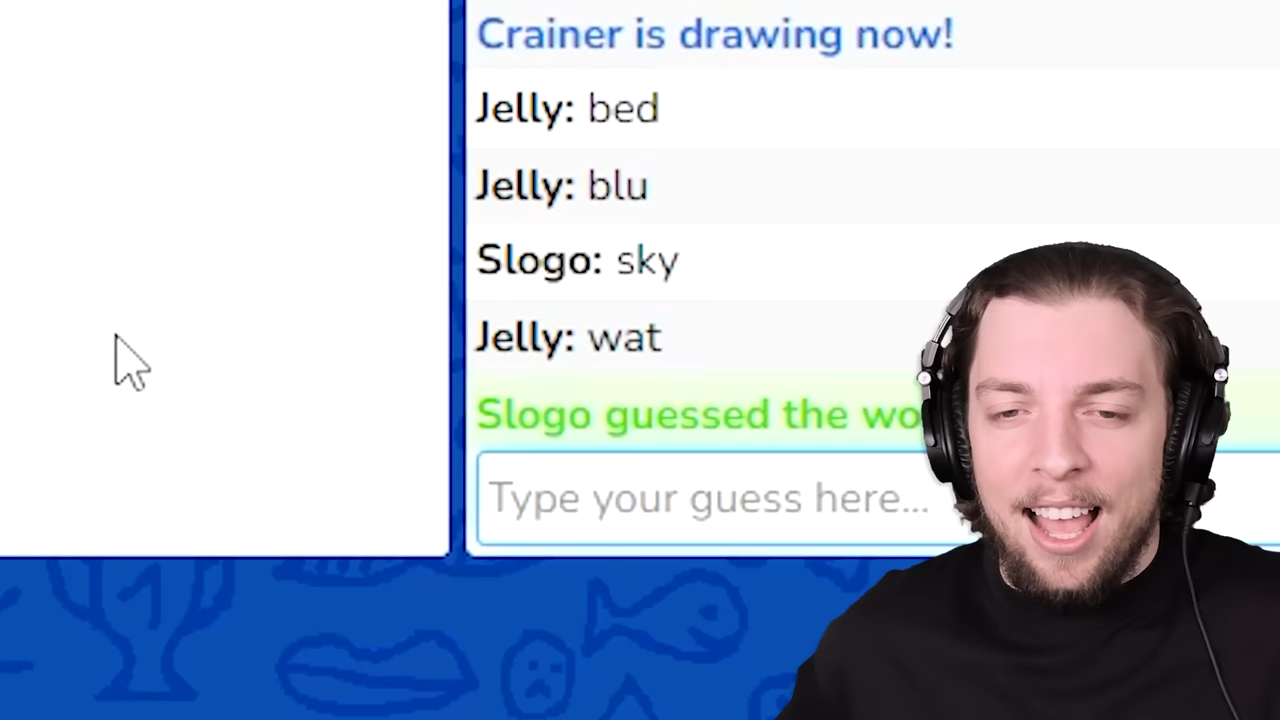 Crainer is drawing now!
Jelly: bed
Jelly: blu
Slogo: sky
Jelly: wat
Slogo guessed the
Type your guess here...